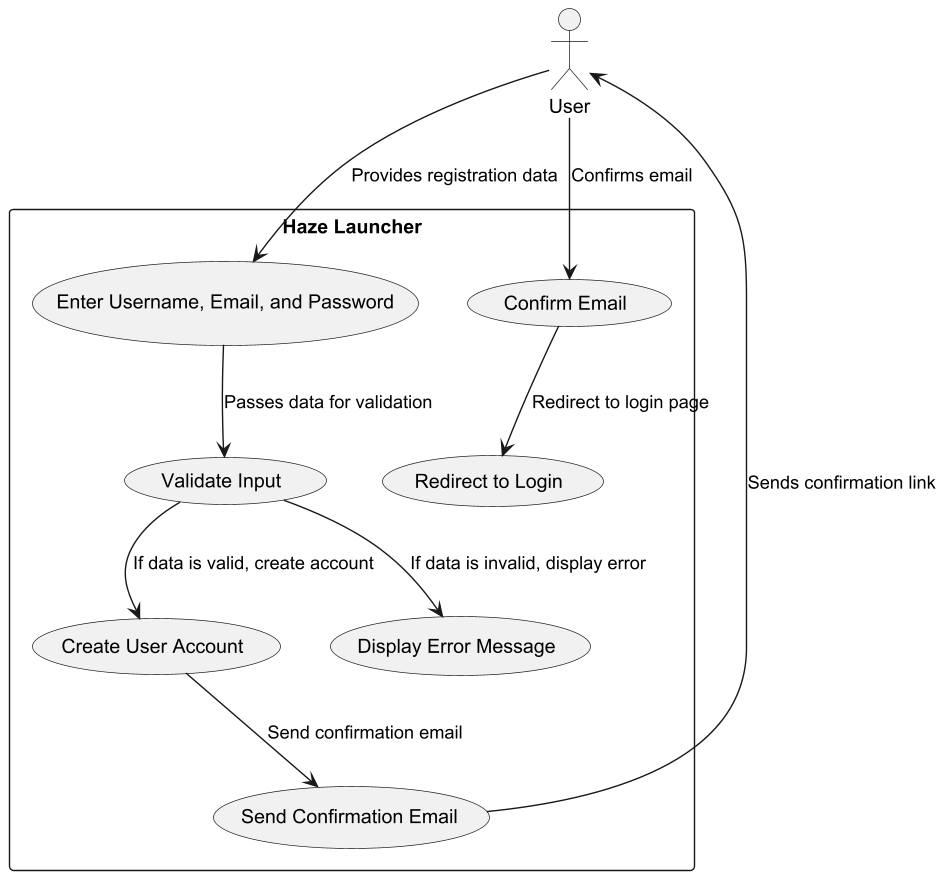 User
Provides registration data
Confirms email
Haze Launcher
Enter Username, Email, and Password
Confirm Email
Passes data for validation
Redirect to login page
Validate Input
Redirect to Login
Sends confirmation link
If data is valid, create account
If data is invalid, display error
Create User Account
Display Error Message
Send confirmation email
Send Confirmation Email